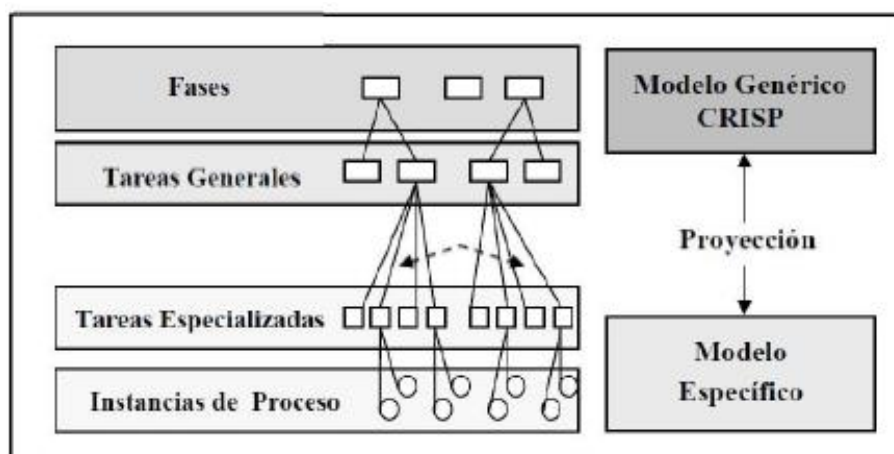 Fases
Tareas Generales
Tareas Especializadas
Instancias de Proceso
Modelo Genérico
CRISP
Proyección
Modelo
Específico